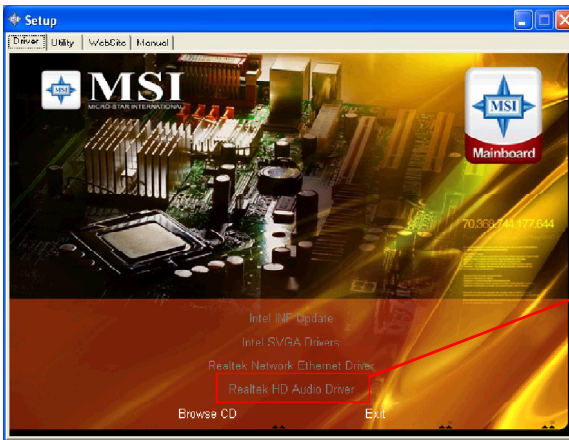 Setup
Driver Utility WebSite Manual
MSI
MICRO-STAR INTERNATIONAL
MSI
Mainboard
70.368.744.177.644
Intel INF Update
Intel SVGA Drivers
Realtek Network Ethernet Driver
Realtek HD Audio Driver
Browse CD Exit